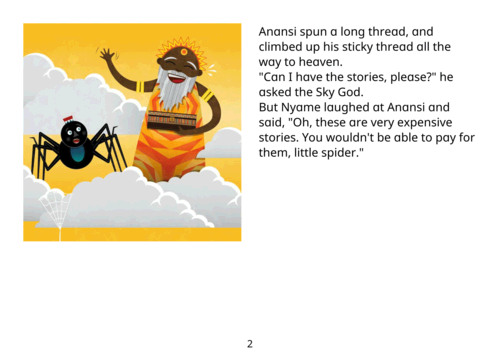 Anansi spun a long thread, and
climbed up his sticky thread all the
way to heaven.
"Can I have the stories, please?" he
asked the Sky God.
But Nyame laughed at Anansi and
said, "Oh, these are very expensive
stories. You wouldn't be able to pay for
them, little spider."
2